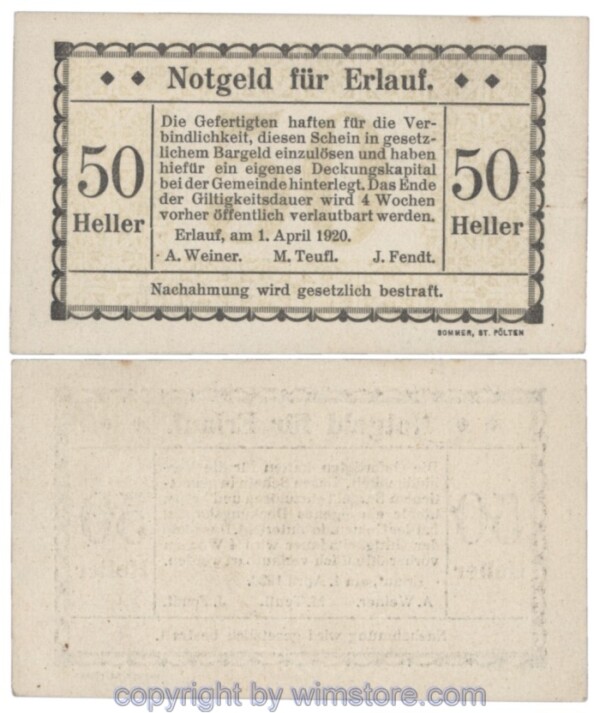 Notgeld für Erlauf.
50
Heller
Die Gefertigten haften für die Ver-
bindlichkeit, diesen Schein in gesetz-
lichem Bargeld einzulösen und haben
hiefür ein eigenes Deckungskapital
bei der Gemeinde hinterlegt. Das Ende
der Giltigkeitsdauer wird 4 Wochen
vorher öffentlich verlautbart werden.
Erlauf, am 1. April 1920.
A. Weiner. M. Teufl. J. Fendt.
50
Heller
Nachahmung wird gesetzlich bestraft.
SOMMER, ST. PÖLTEN
copyright by wimstore.com